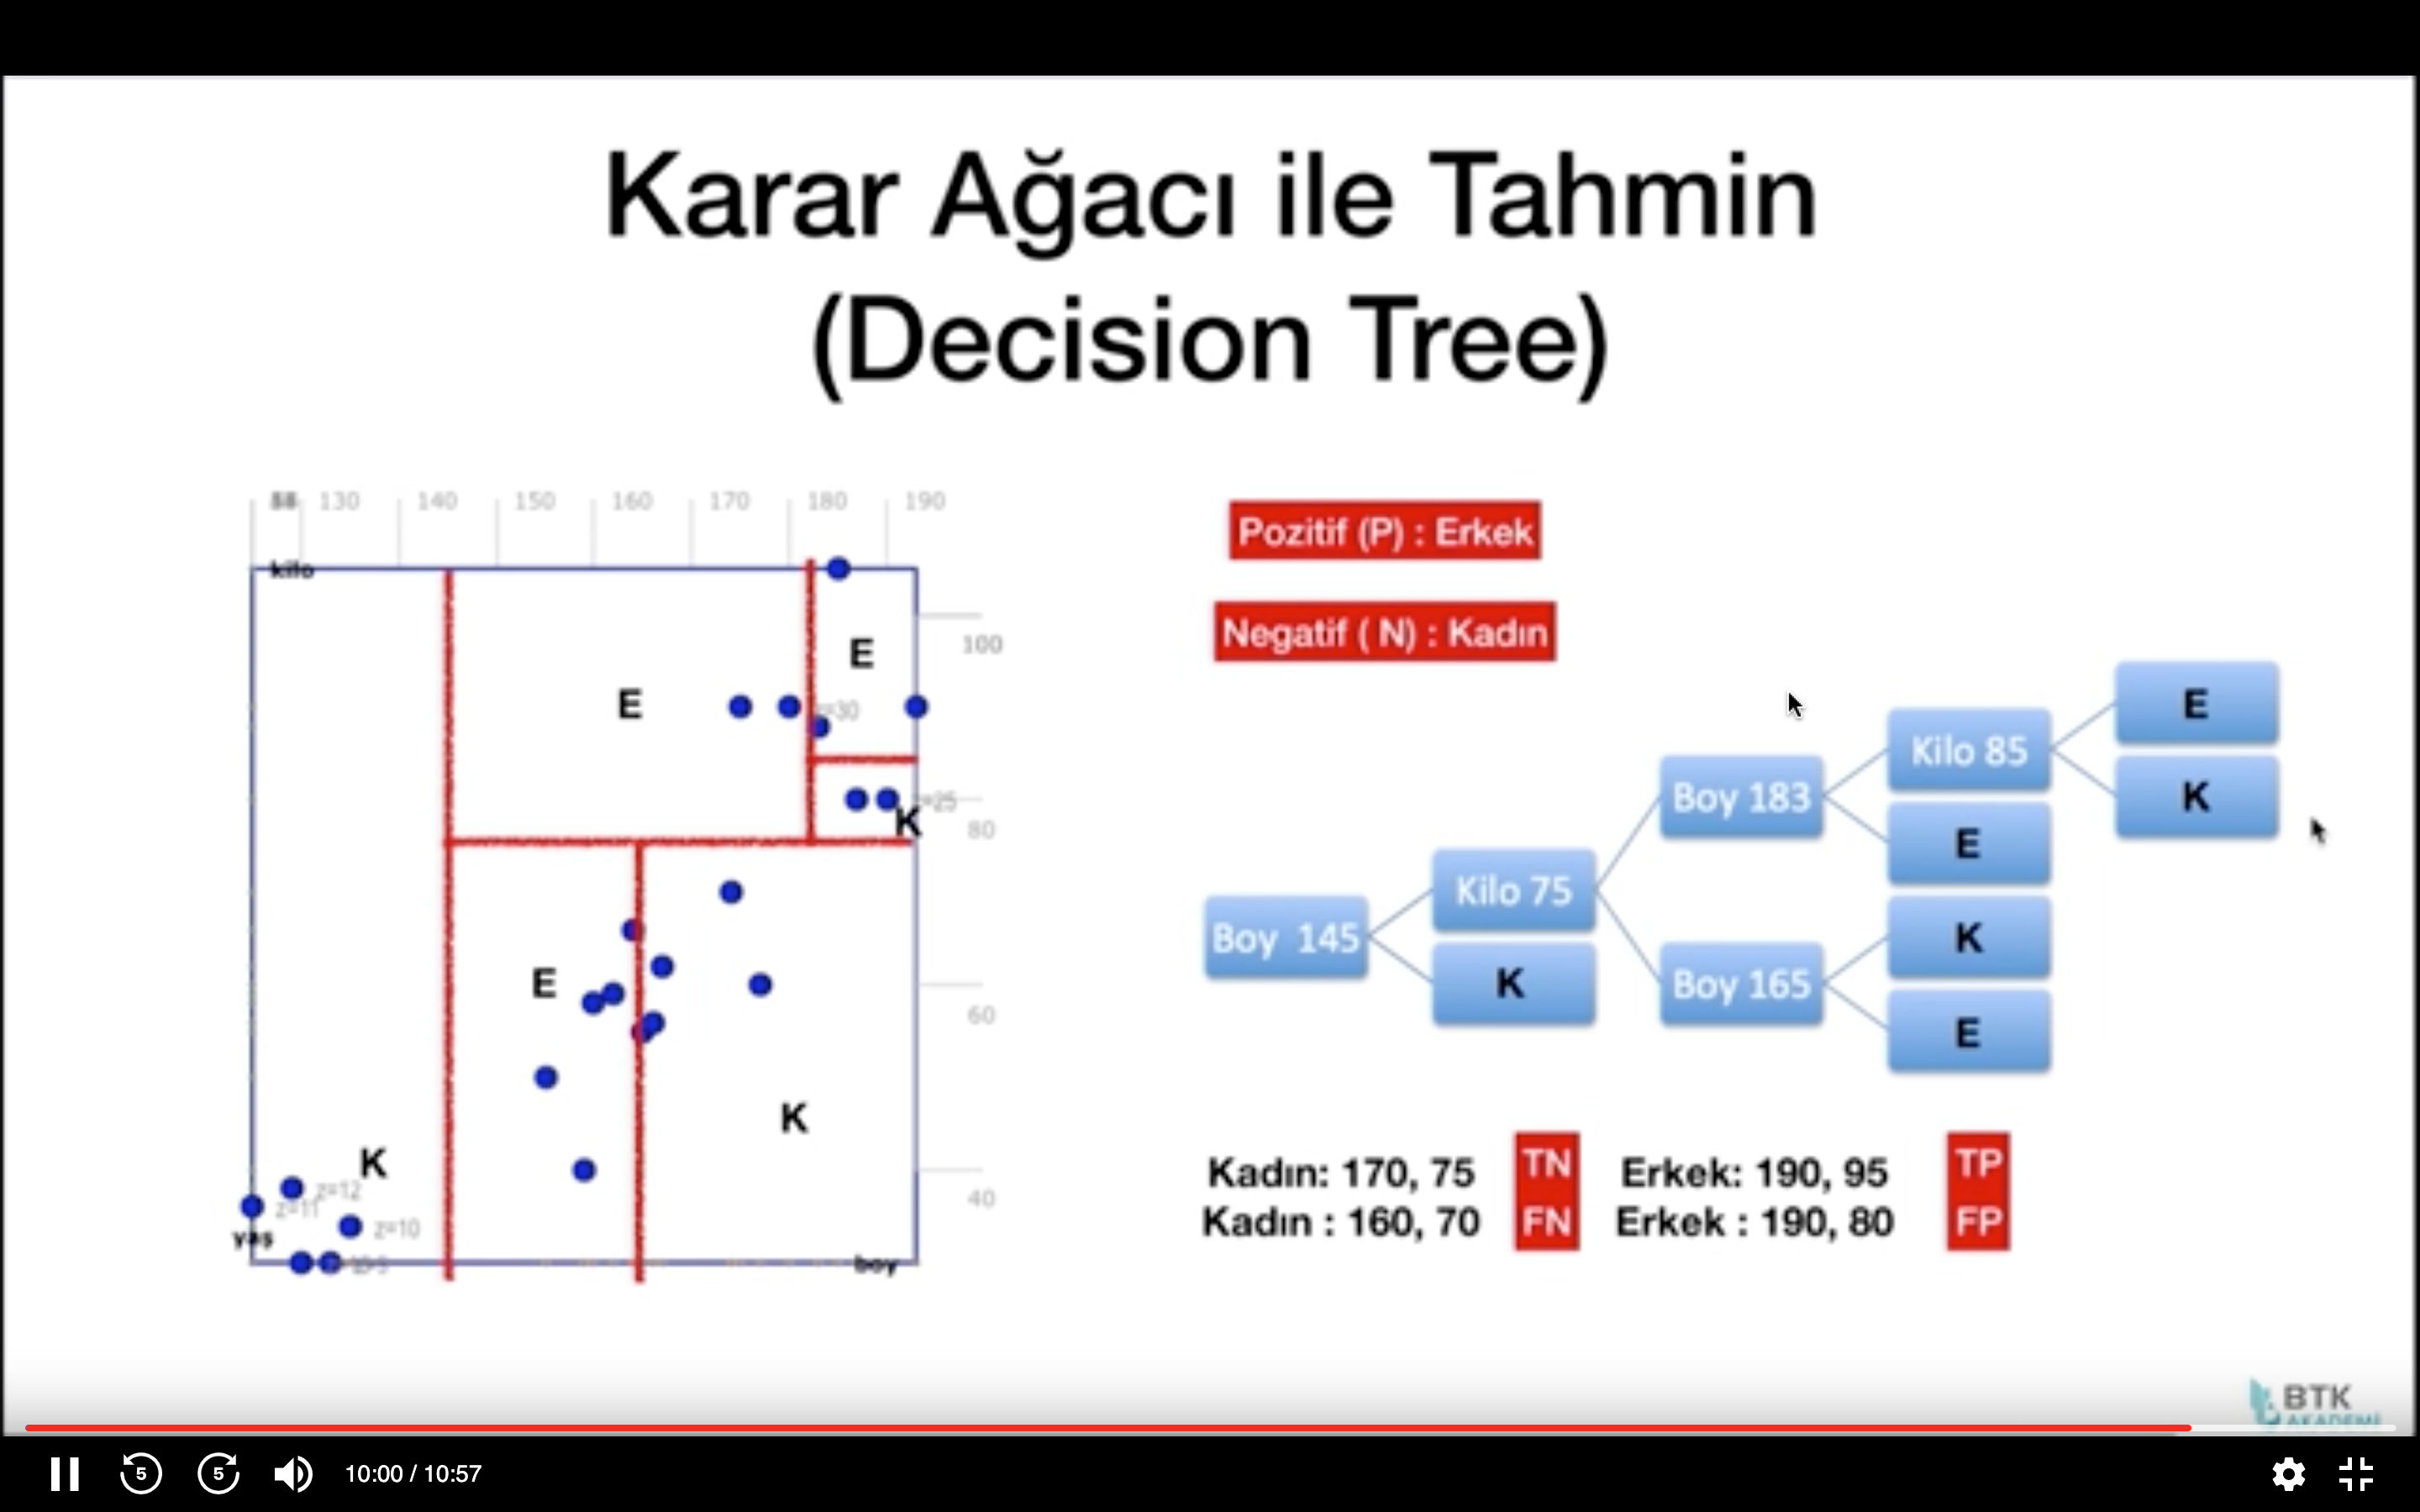 Karar Ağacı ile Tahmin
(Decision Tree)
130 140 150 160 170 180 190
kilo
100
80
60
40
E
E
z=30
z=25
K
E
K
K
z=12
z=11
z=10
yaş
boy
Pozitif (P) : Erkek
Negatif ( N) : Kadın
Boy 145
Kilo 75
K
Boy 183
Boy 165
Kilo 85
E
K
E
E
K
Kadın: 170, 75 TN Erkek: 190, 95 TP
Kadın : 160, 70 FN Erkek : 190, 80 FP
BTK
AKADEMİ
5 5 10:00 / 10:57